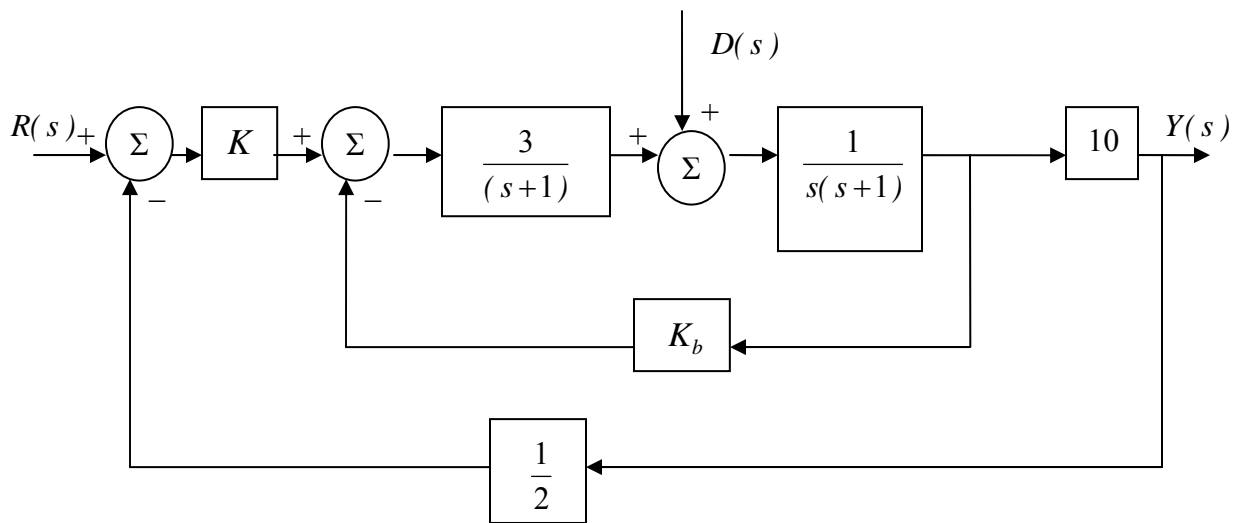 D( s )
R( s ) + Σ − K + Σ − 3/( s+1) + + Σ 1/s( s+1) 10 Y( s )
K_b
1/2